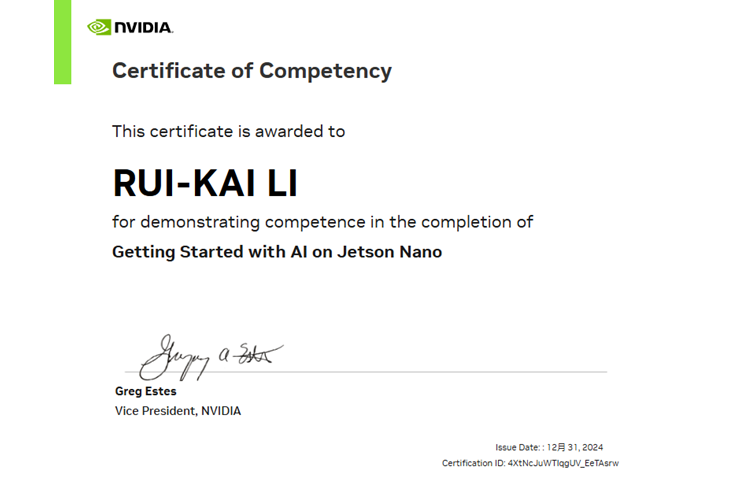 NVIDIA.
Certificate of Competency
This certificate is awarded to
RUI-KAI LI
for demonstrating competence in the completion of
Getting Started with AI on Jetson Nano
Gregory A Estes
Greg Estes
Vice President, NVIDIA
Issue Date: : 12月 31, 2024
Certification ID: 4XtNcJuWTIqgUV_EeTAsrw